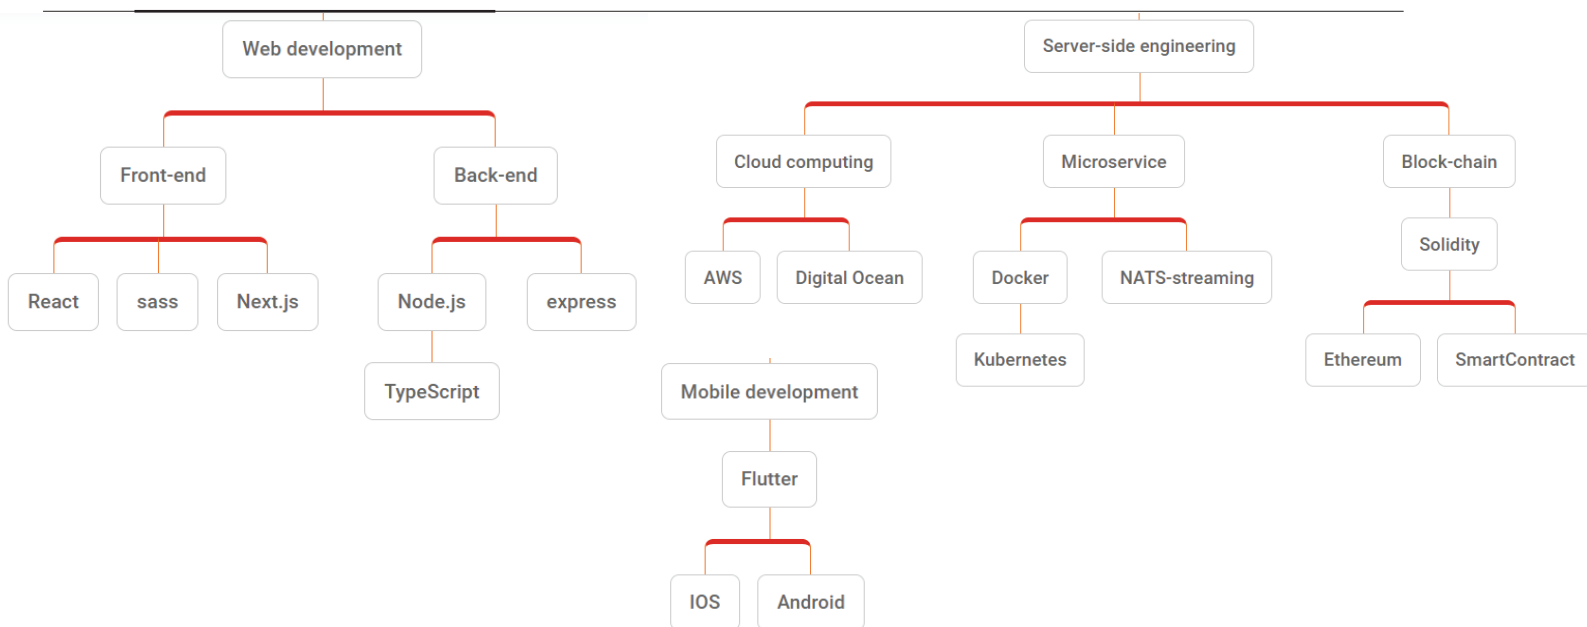 Web development
Front-end
Back-end
React
sass
Next.js
Node.js
express
TypeScript
Server-side engineering
Cloud computing
Microservice
Block-chain
AWS
Digital Ocean
Docker
NATS-streaming
Solidity
Kubernetes
Ethereum
SmartContract
Mobile development
Flutter
IOS
Android